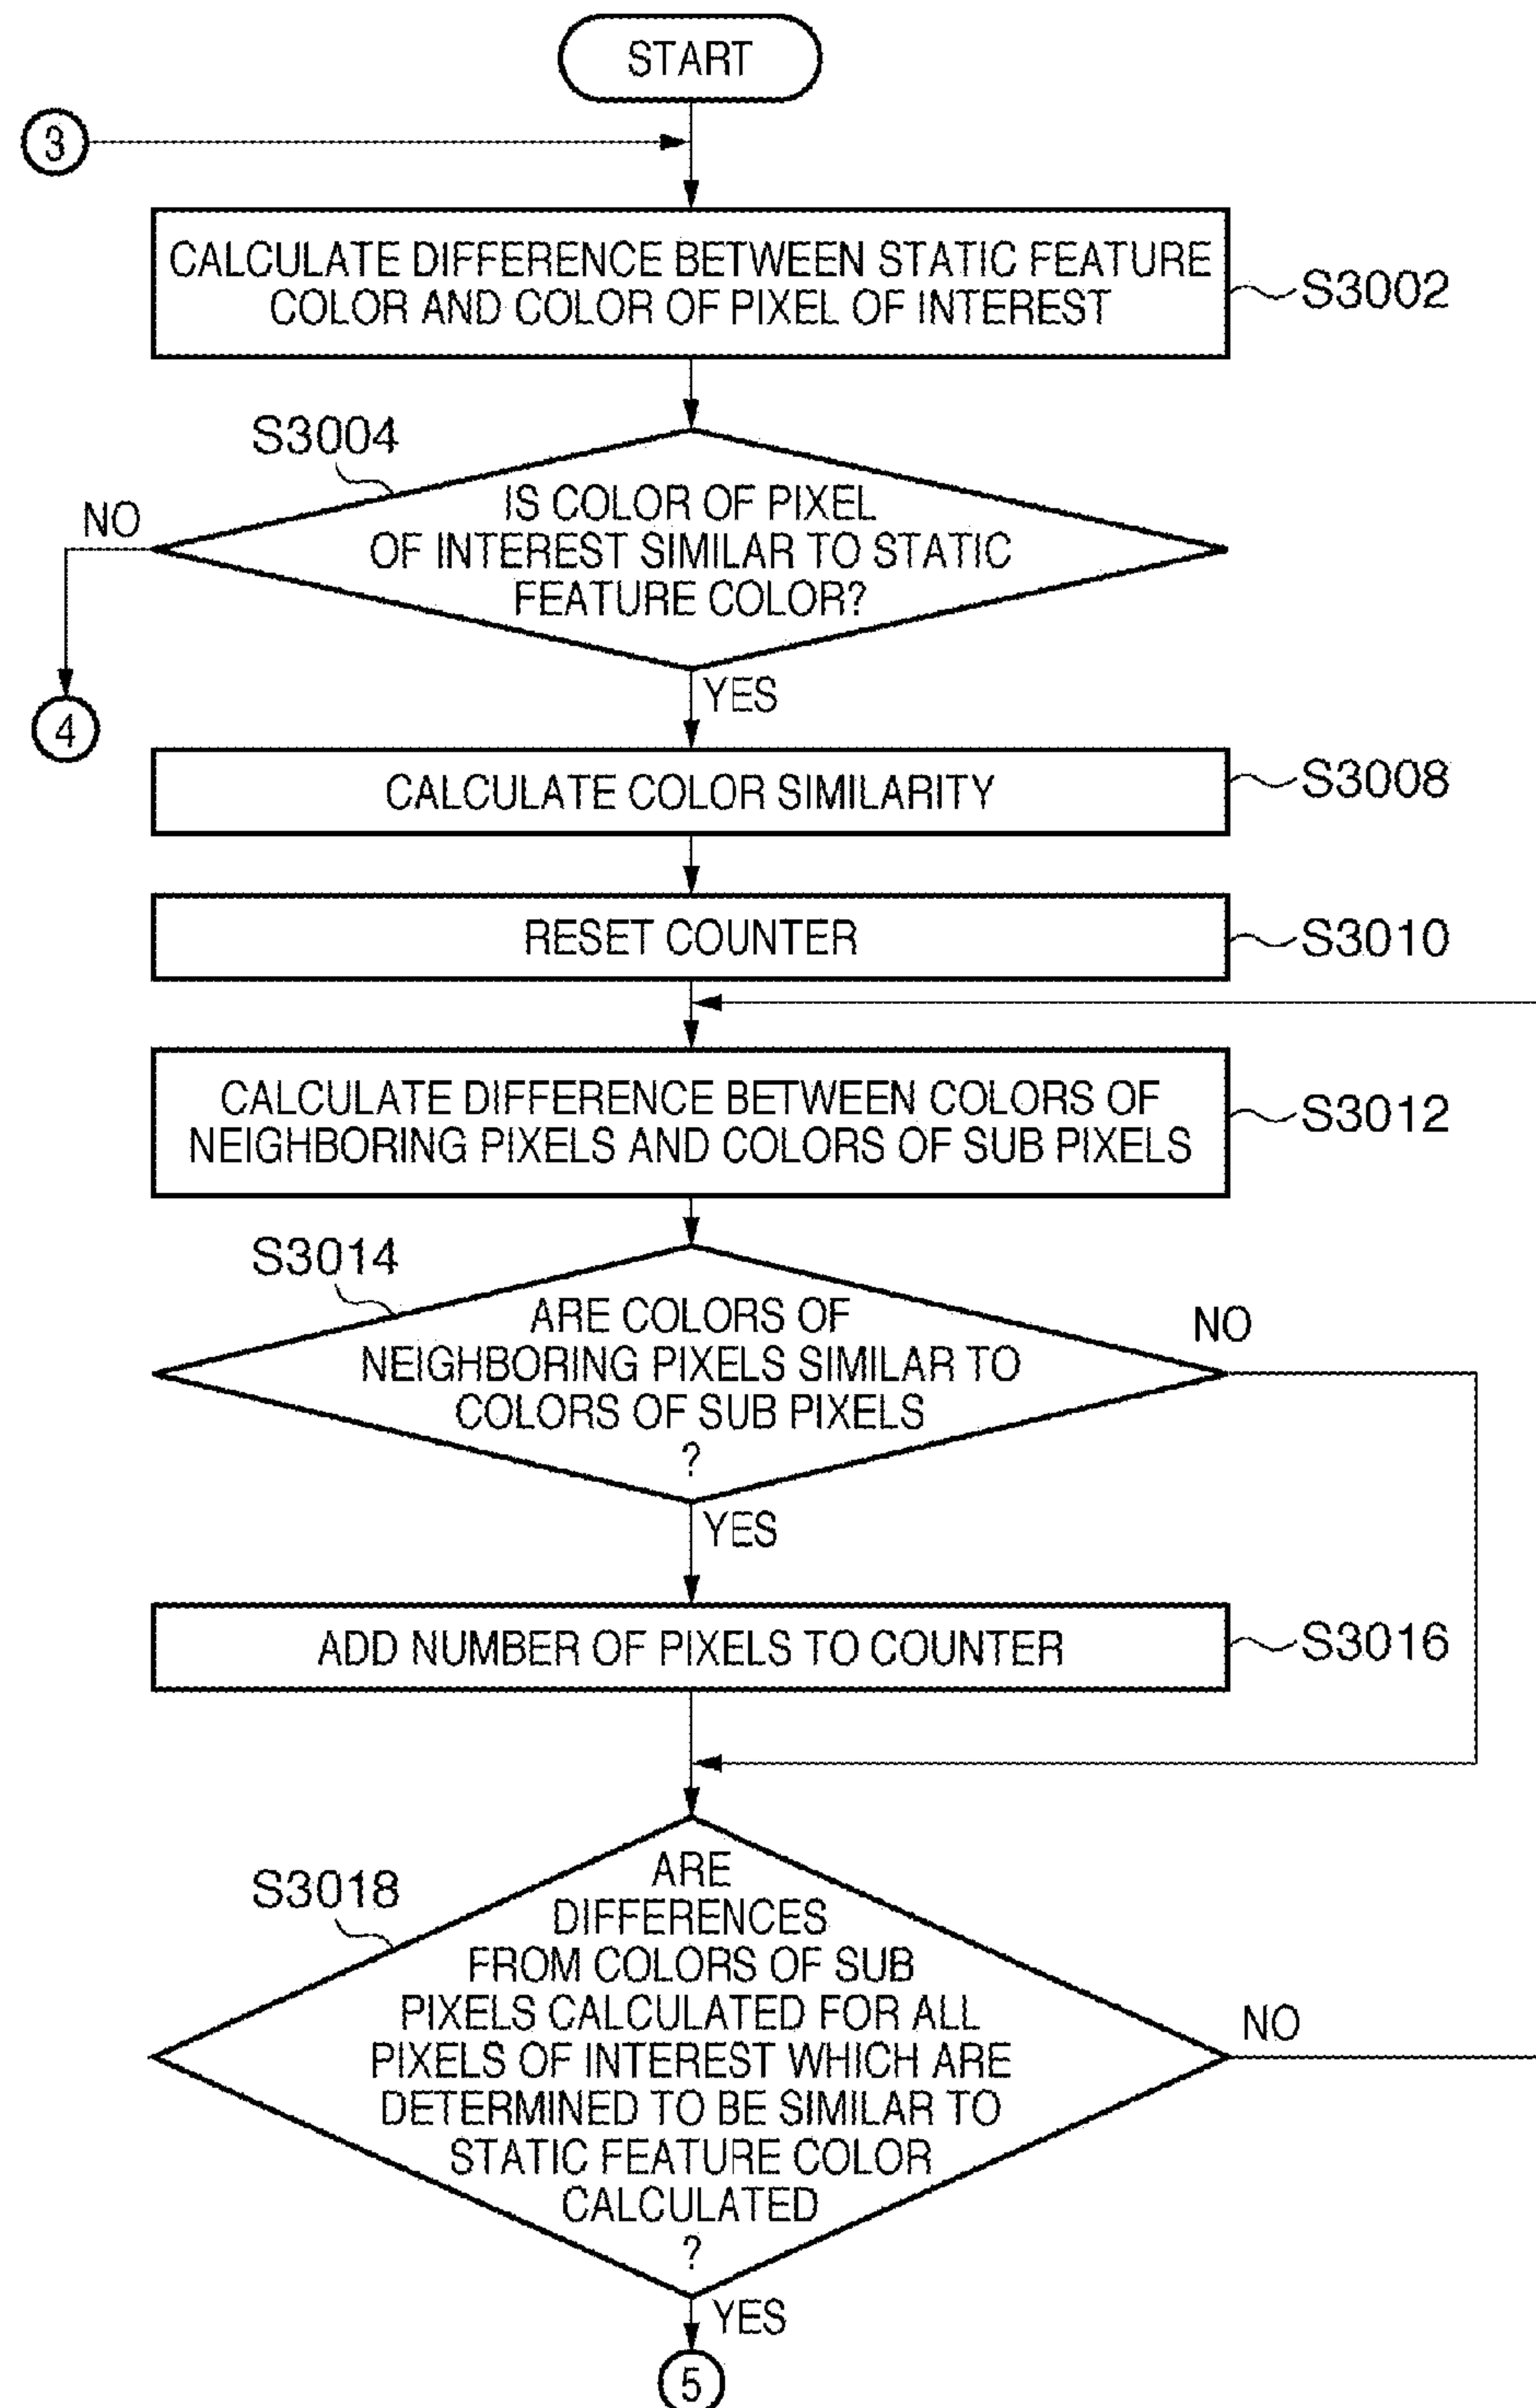 START
3
CALCULATE DIFFERENCE BETWEEN STATIC FEATURE
COLOR AND COLOR OF PIXEL OF INTEREST
S3002
S3004
NO
IS COLOR OF PIXEL
OF INTEREST SIMILAR TO STATIC
FEATURE COLOR?
4
YES
CALCULATE COLOR SIMILARITY
S3008
RESET COUNTER
S3010
CALCULATE DIFFERENCE BETWEEN COLORS OF
NEIGHBORING PIXELS AND COLORS OF SUB PIXELS
S3012
S3014
ARE COLORS OF
NEIGHBORING PIXELS SIMILAR TO
COLORS OF SUB PIXELS
?
NO
YES
ADD NUMBER OF PIXELS TO COUNTER
S3016
S3018
ARE
DIFFERENCES
FROM COLORS OF SUB
PIXELS CALCULATED FOR ALL
PIXELS OF INTEREST WHICH ARE
DETERMINED TO BE SIMILAR TO
STATIC FEATURE COLOR
CALCULATED
?
NO
YES
5